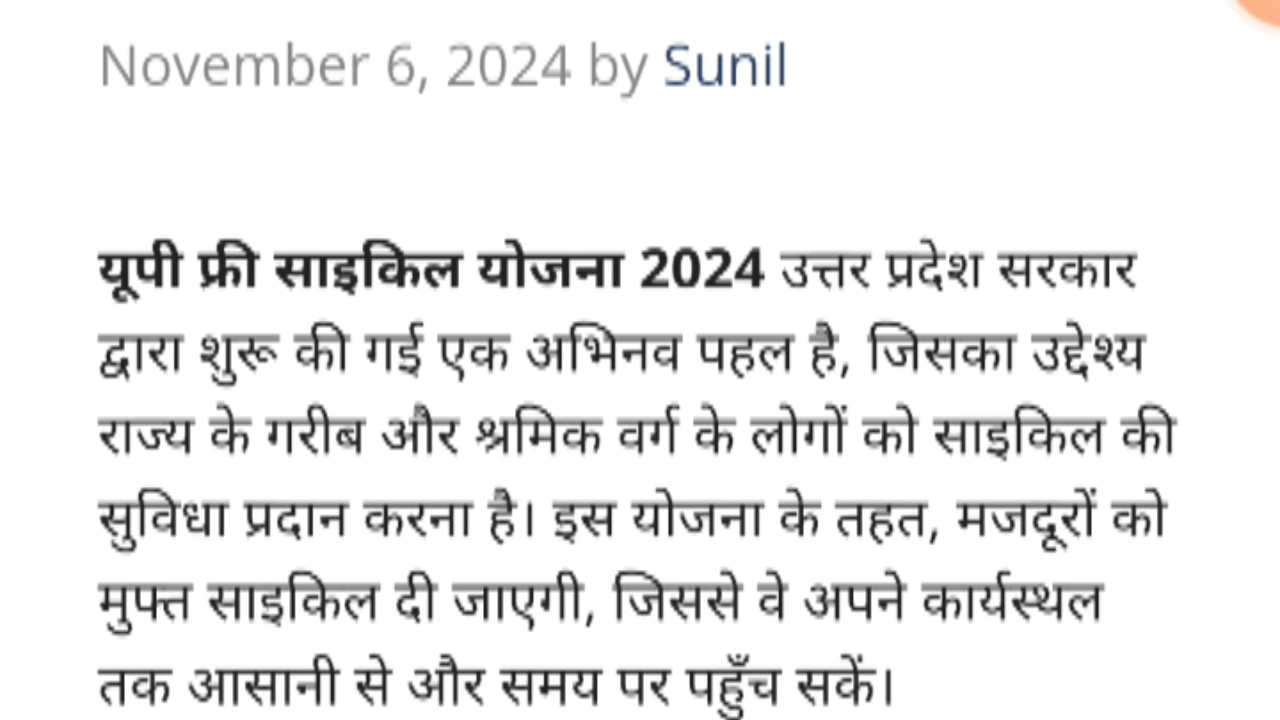 November 6, 2024 by Sunil
यूपी फ्री साइकिल योजना 2024 उत्तर प्रदेश सरकार
द्वारा शुरू की गई एक अभिनव पहल है, जिसका उद्देश्य
राज्य के गरीब और श्रमिक वर्ग के लोगों को साइकिल की
सुविधा प्रदान करना है। इस योजना के तहत, मजदूरों को
मुफ्त साइकिल दी जाएगी, जिससे वे अपने कार्यस्थल
तक आसानी से और समय पर पहुँच सकें।